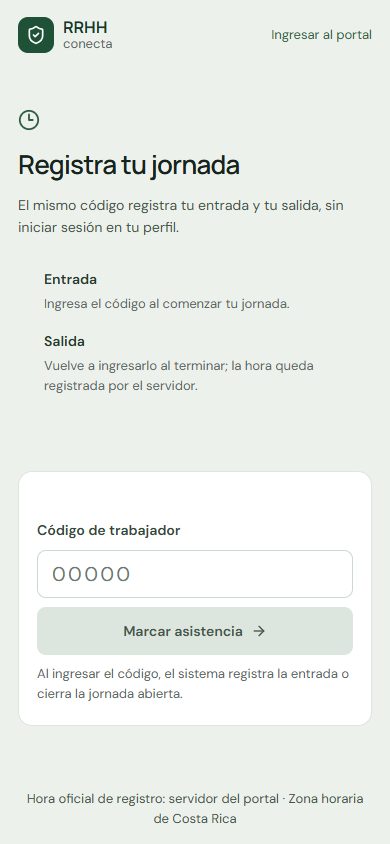 RRHH
conecta
Ingresar al portal
Registra tu jornada
El mismo código registra tu entrada y tu salida, sin
iniciar sesión en tu perfil.
Entrada
Ingresa el código al comenzar tu jornada.
Salida
Vuelve a ingresarlo al terminar; la hora queda
registrada por el servidor.
Código de trabajador
00000
Marcar asistencia →
Al ingresar el código, el sistema registra la entrada o
cierra la jornada abierta.
Hora oficial de registro: servidor del portal · Zona horaria
de Costa Rica